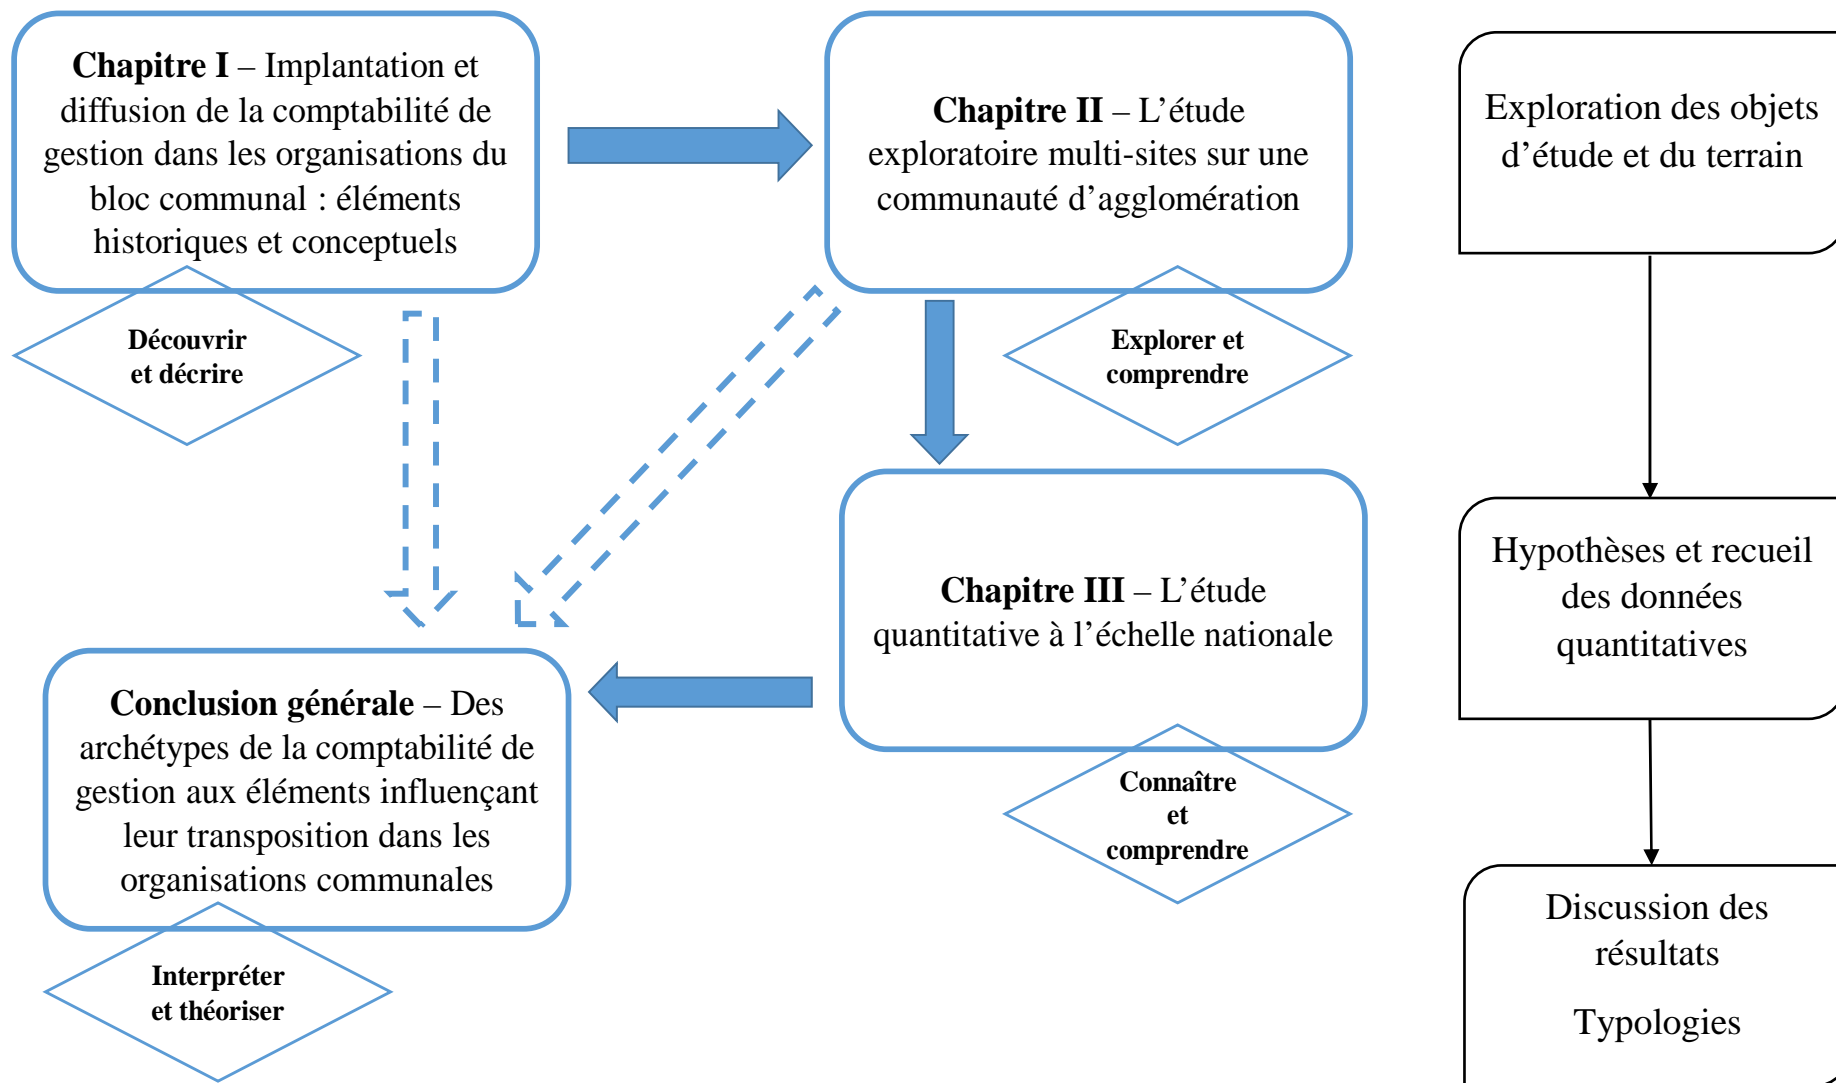 Chapitre I – Implantation et
diffusion de la comptabilité de
gestion dans les organisations du
bloc communal : éléments
historiques et conceptuels
Découvrir
et décrire
Chapitre II – L’étude
exploratoire multi-sites sur une
communauté d’agglomération
Explorer et
comprendre
Exploration des objets
d’étude et du terrain
Chapitre III – L’étude
quantitative à l’échelle nationale
Connaître
et
comprendre
Hypothèses et recueil
des données
quantitatives
Conclusion générale – Des
archétypes de la comptabilité de
gestion aux éléments influençant
leur transposition dans les
organisations communales
Interpréter
et théoriser
Discussion des
résultats
Typologies